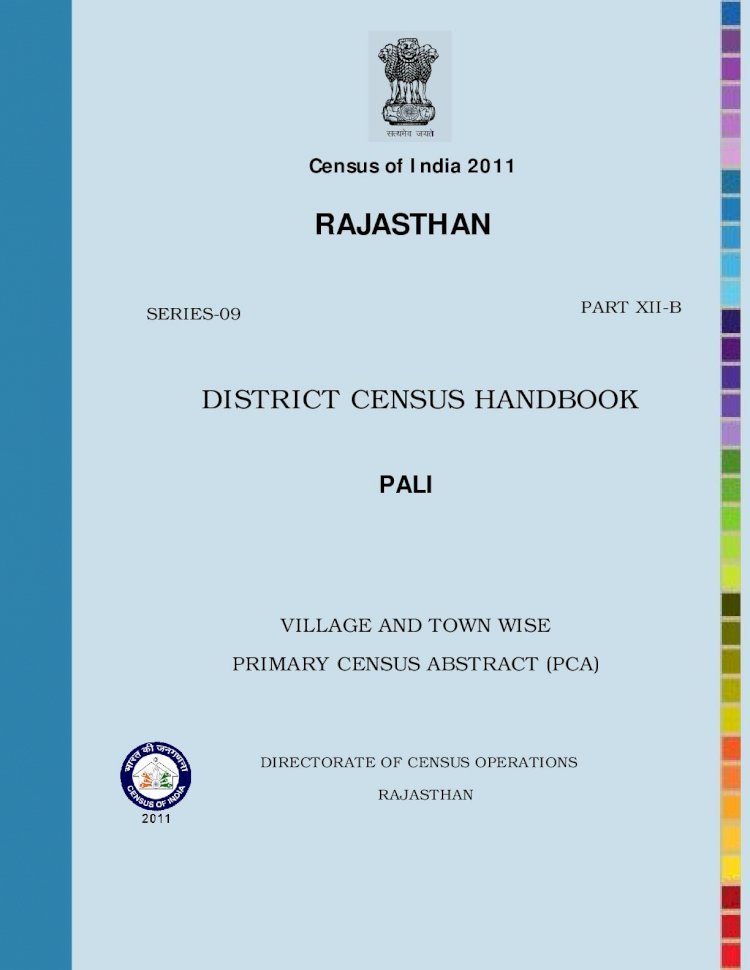 सत्यमेव जयते
Census of India 2011
RAJASTHAN
SERIES-09
PART XII-B
DISTRICT CENSUS HANDBOOK
PALI
VILLAGE AND TOWN WISE
PRIMARY CENSUS ABSTRACT (PCA)
भारत की जनगणना
CENSUS OF INDIA
2011
DIRECTORATE OF CENSUS OPERATIONS
RAJASTHAN